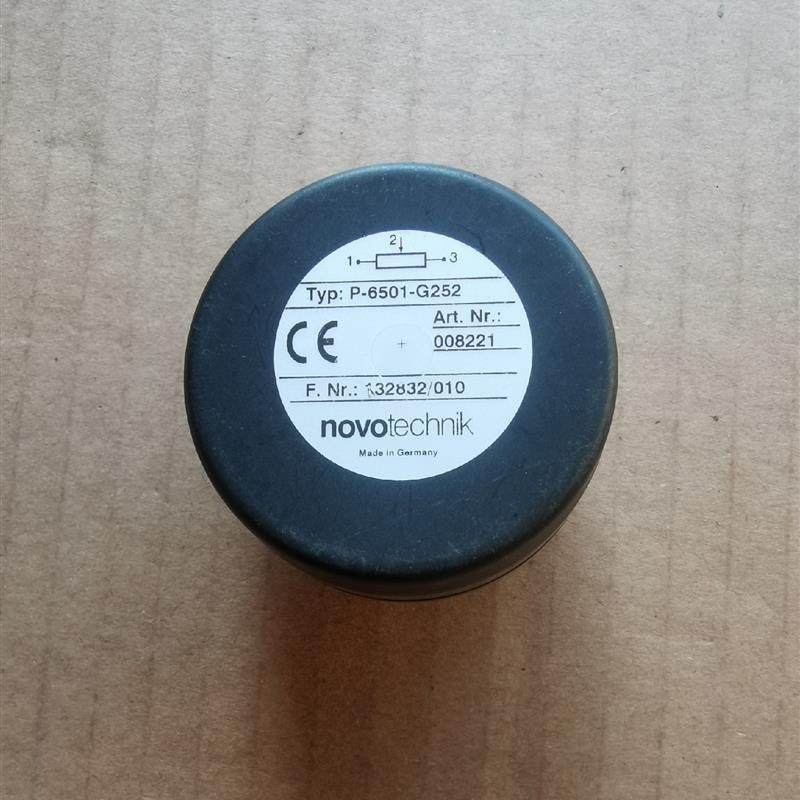 2
1 3
Typ: P-6501-G252
Art. Nr.:
CE 008221
F. Nr.: 132832/010
novotechnik
Made in Germany